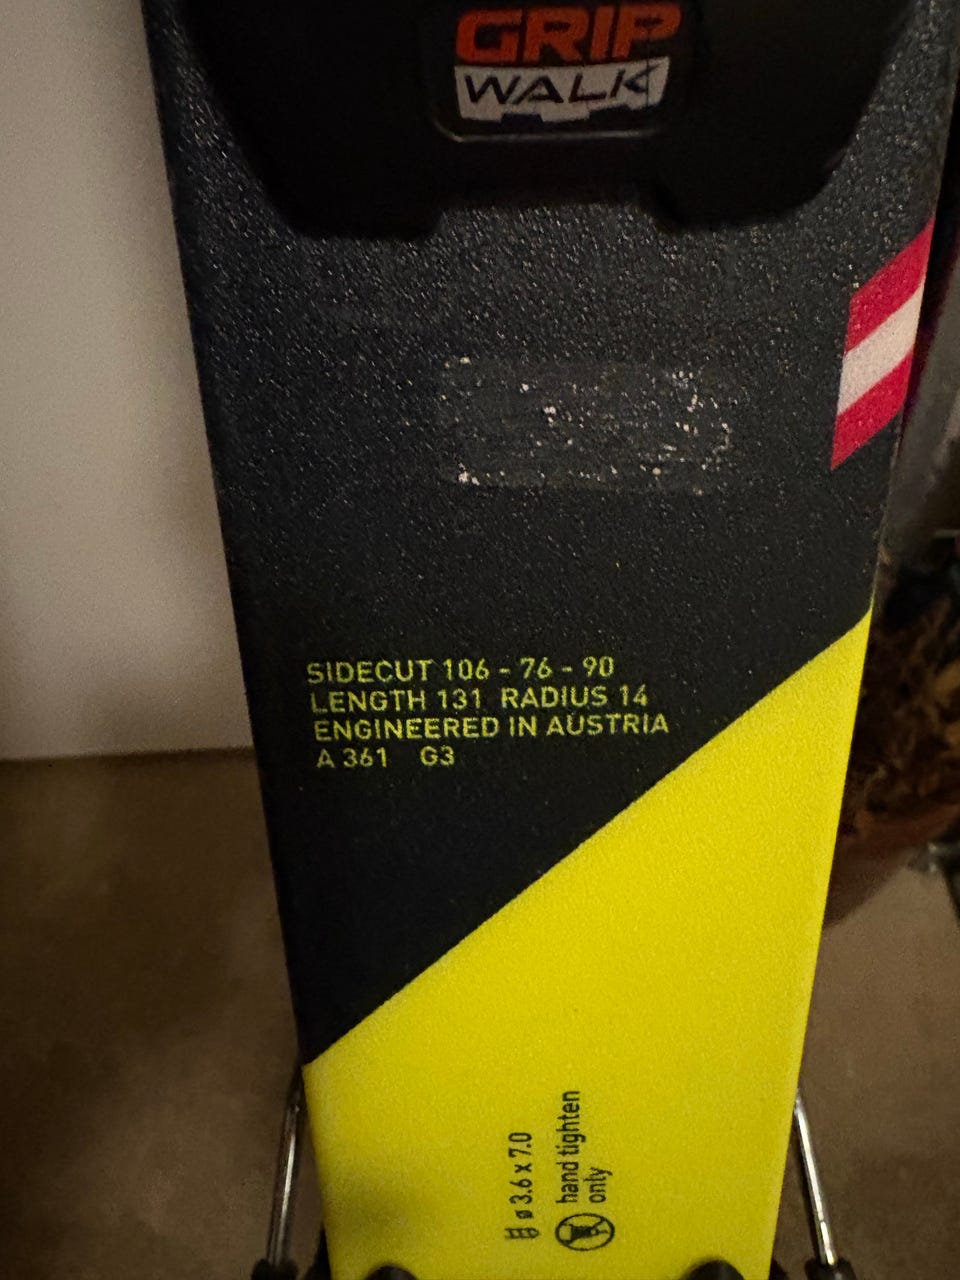 GRIP
WALK
SIDECUT 106 - 76 - 90
LENGTH 131 RADIUS 14
ENGINEERED IN AUSTRIA
A 361 G3
ø 3.6 x 7.0
hand tighten
only